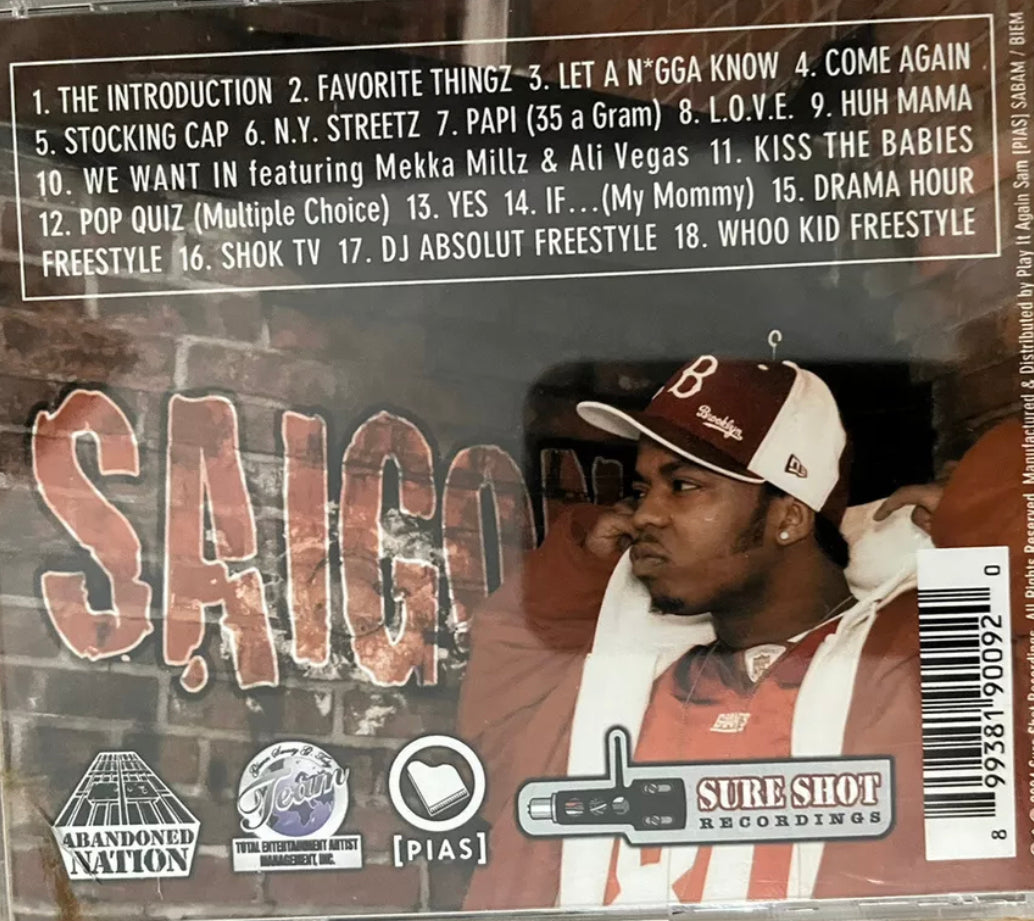 1. THE INTRODUCTION 2. FAVORITE THINGZ 3. LET A N*GGA KNOW 4. COME AGAIN
5. STOCKING CAP 6. N.Y. STREETZ 7. PAPI (35 a Gram) 8. L.O.V.E. 9. HUH MAMA
10. WE WANT IN featuring Mekka Millz & Ali Vegas 11. KISS THE BABIES
12. POP QUIZ (Multiple Choice) 13. YES 14. IF...(My Mommy) 15. DRAMA HOUR
FREESTYLE 16. SHOK TV 17. DJ ABSOLUT FREESTYLE 18. WHOO KID FREESTYLE
SAIGON
B
Brooklyn
GIANTS
ABANDONED
NATION
Team
TOTAL ENTERTAINMENT ARTIST
MANAGEMENT, INC.
[PIAS]
SURE SHOT
RECORDINGS
8 99381 90092 0
Rights Reserved. Manufactured & Distributed by Play It Again Sam [PIAS] SABAM / BIEM